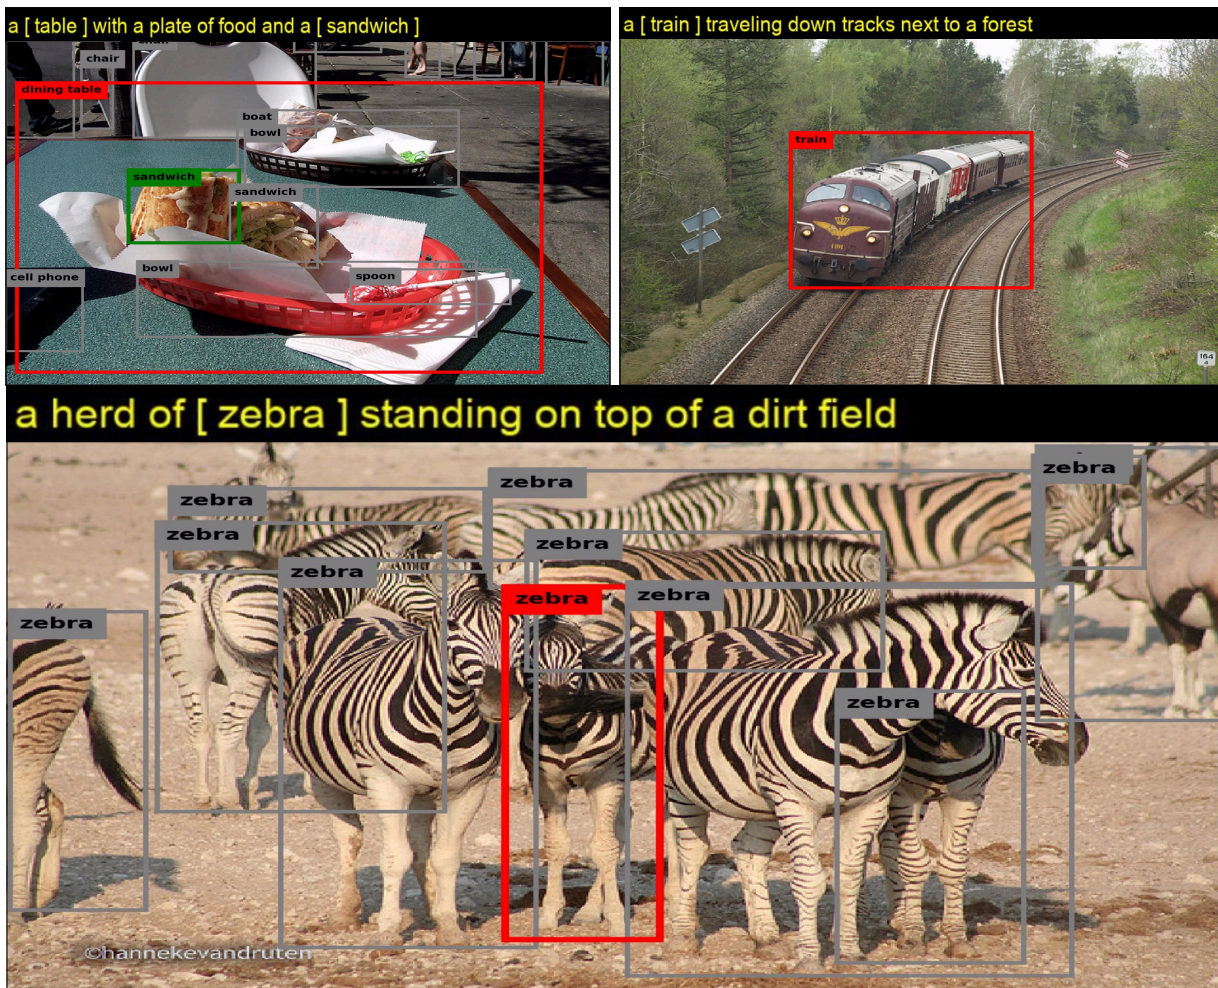 a [ table ] with a plate of food and a [ sandwich ]
chair
dining table
boat
bowl
sandwich
sandwich
cell phone
bowl
spoon
a [ train ] traveling down tracks next to a forest
train
1101
164
4
a herd of [ zebra ] standing on top of a dirt field
zebra
zebra
zebra
zebra
zebra
zebra
zebra
zebra
zebra
zebra
©hannekevandruten